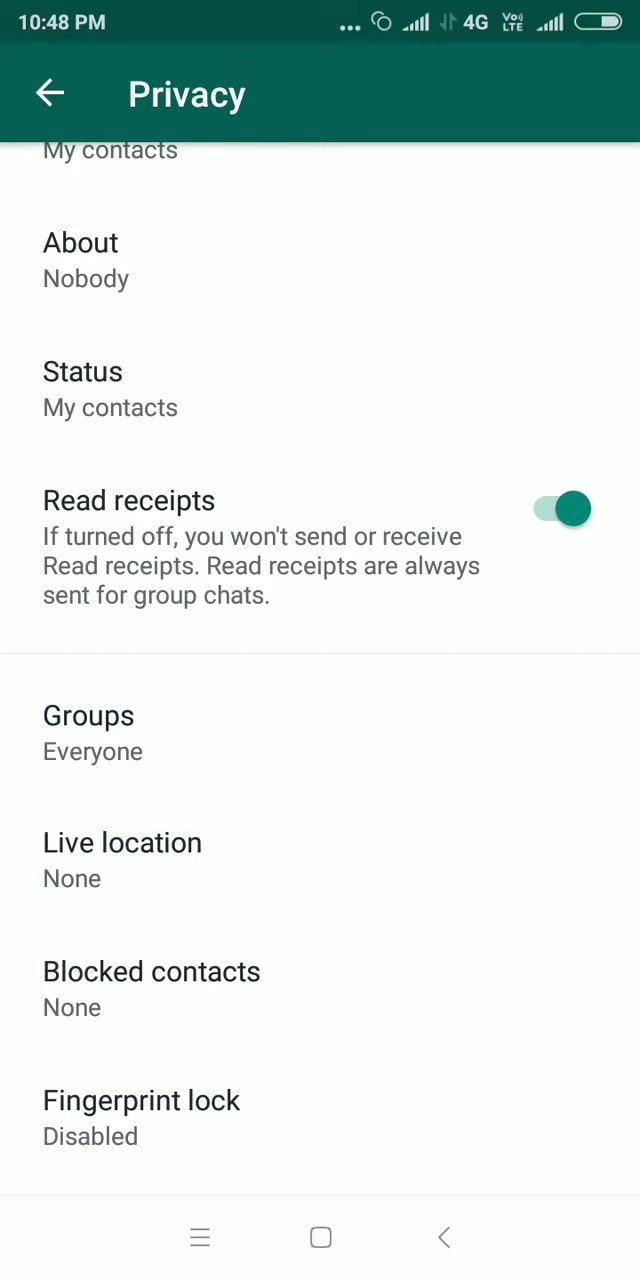 10:48 PM ... 4G Vo) LTE
Privacy
My contacts
About
Nobody
Status
My contacts
Read receipts
If turned off, you won't send or receive
Read receipts. Read receipts are always
sent for group chats.
Groups
Everyone
Live location
None
Blocked contacts
None
Fingerprint lock
Disabled